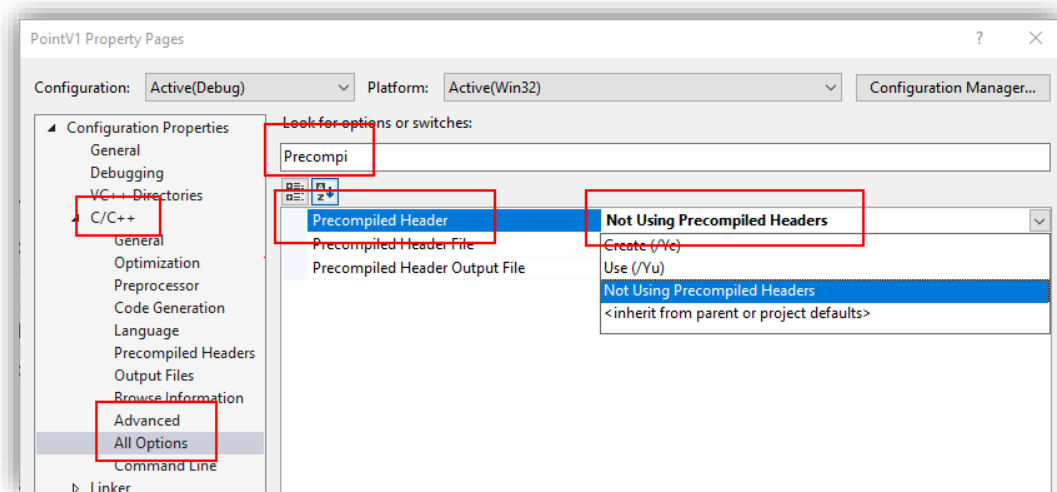 PointV1 Property Pages ? ×
Configuration: Active(Debug) Platform: Active(Win32) Configuration Manager...
Configuration Properties
General
Debugging
VC++ Directories
C/C++
General
Optimization
Preprocessor
Code Generation
Language
Precompiled Headers
Output Files
Browse Information
Advanced
All Options
Command Line
Linker
Look for options or switches:
Precompi
Precompiled Header Not Using Precompiled Headers
Precompiled Header File
Precompiled Header Output File
Create (/Yc)
Use (/Yu)
Not Using Precompiled Headers
<inherit from parent or project defaults>